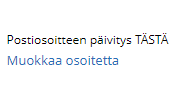 Postiosoitteen päivitys TÄSTÄ
Muokkaa osoitetta